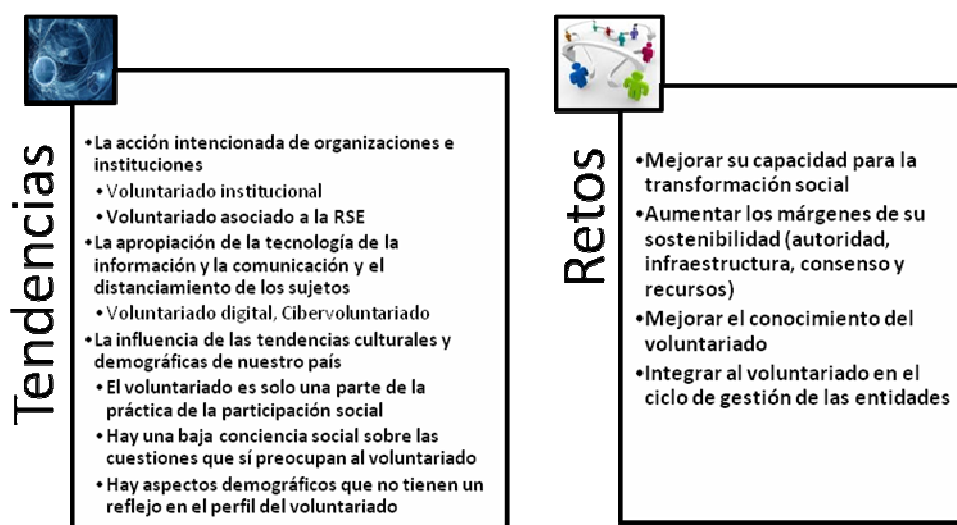 Tendencias
•La acción intencionada de organizaciones e
instituciones
•Voluntariado institucional
•Voluntariado asociado a la RSE
•La apropiación de la tecnología de la
información y la comunicación y el
distanciamiento de los sujetos
•Voluntariado digital, Cibervoluntariado
•La influencia de las tendencias culturales y
demográficas de nuestro país
•El voluntariado es solo una parte de la
práctica de la participación social
•Hay una baja conciencia social sobre las
cuestiones que sí preocupan al voluntariado
•Hay aspectos demográficos que no tienen un
reflejo en el perfil del voluntariado
Retos
•Mejorar su capacidad para la
transformación social
•Aumentar los márgenes de su
sostenibilidad (autoridad,
infraestructura, consenso y
recursos)
•Mejorar el conocimiento del
voluntariado
•Integrar al voluntariado en el
ciclo de gestión de las entidades